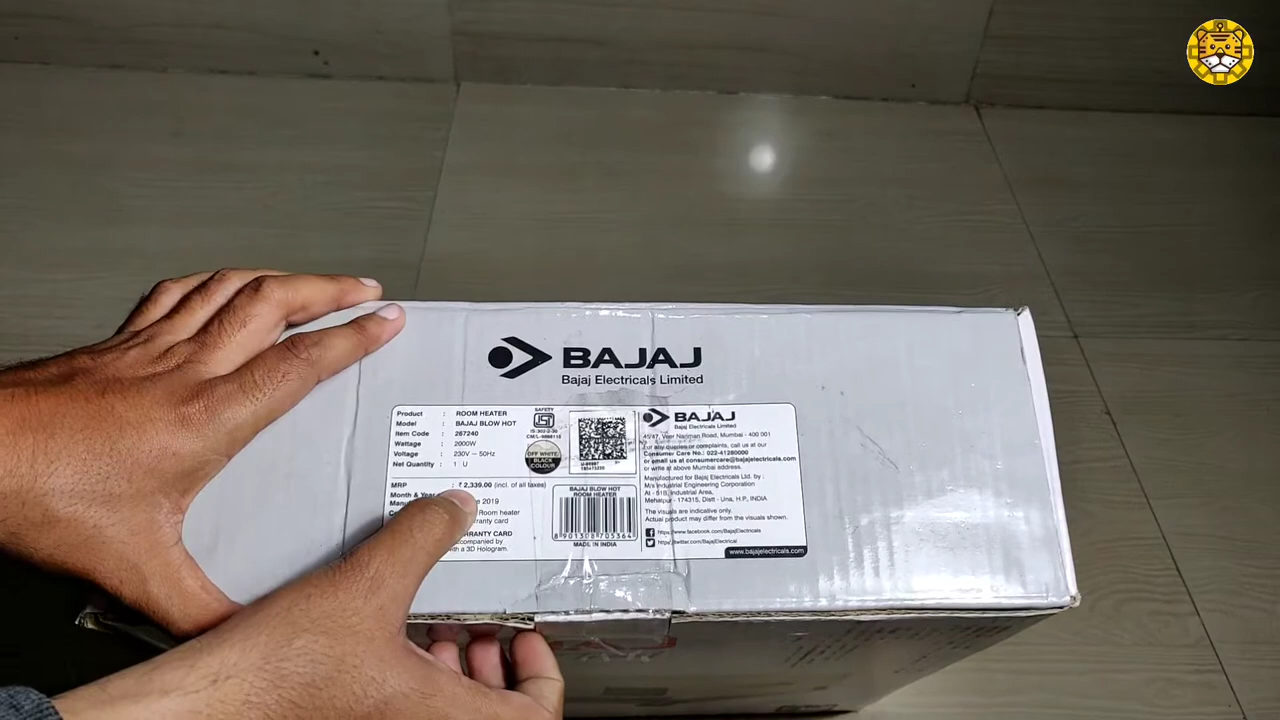 BAJAJ
Bajaj Electricals Limited
Product : ROOM HEATER
Model : BAJAJ BLOW HOT
Item Code : 267240
Wattage : 2000W
Voltage : 230V ~ 50Hz
Net Quantity : 1 U
MRP : ₹ 2,339.00 (incl. of all taxes)
Month & Year
2019
Room heater
warranty card
WARRANTY CARD
accompanied by
with a 3D Hologram.
SAFETY
OFF WHITE
BLACK
COLOUR
BAJAJ BLOW HOT
ROOM HEATER
8 901308 705364
MADE IN INDIA
BAJAJ
Bajaj Electricals Limited
45/47, Veer Nariman Road, Mumbai - 400 001
For any queries or complaints, call us at our
Consumer Care No.: 022-41280000
or email us at consumercare@bajajelectricals.com
or write at above Mumbai address.
Manufactured for Bajaj Electricals Ltd. by :
M/s Industrial Engineering Corporation
At - 51B, Industrial Area,
Mehatpur - 174315, Distt - Una, H.P., INDIA
The visuals are indicative only.
Actual product may differ from the visuals shown.
https://www.facebook.com/BajajElectricals
https://twitter.com/BajajElectrical
www.bajajelectricals.com